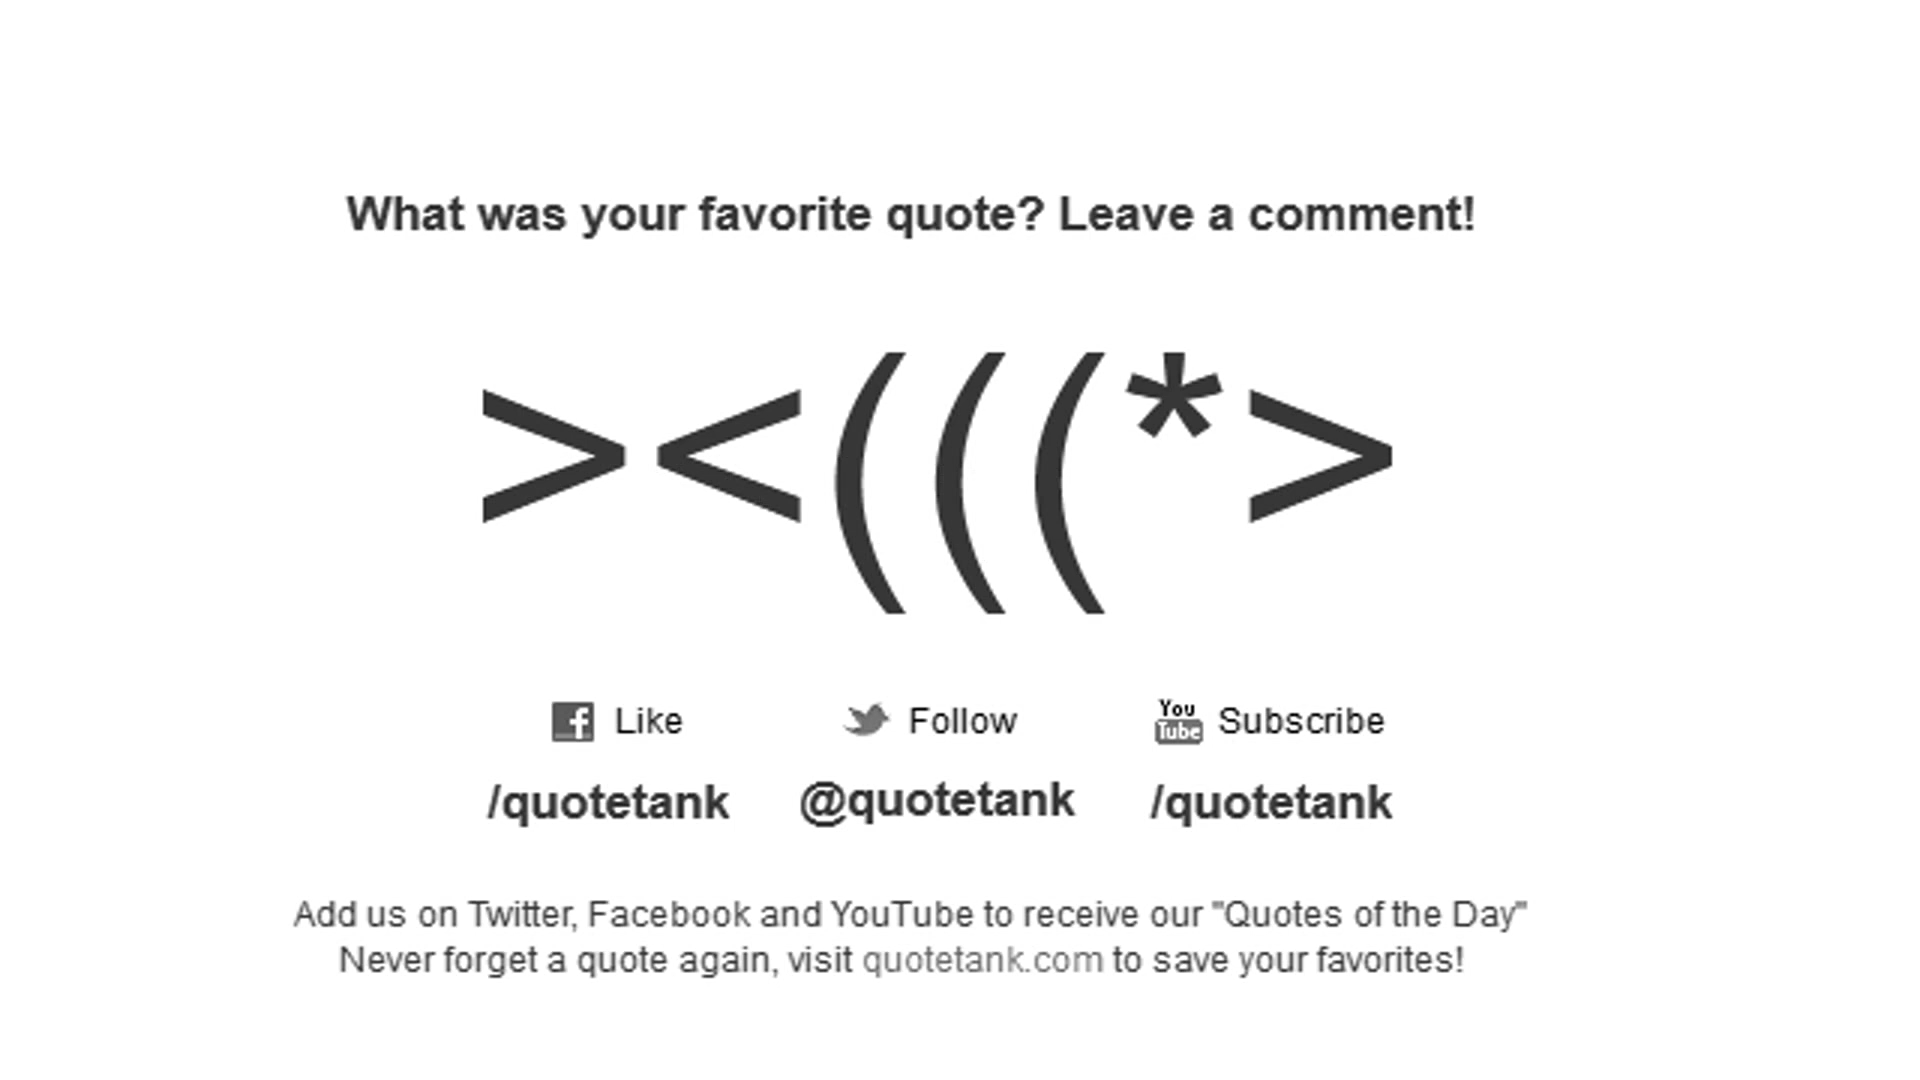 What was your favorite quote? Leave a comment!
><(((*>
f Like Follow You Tube Subscribe
/quotetank @quotetank /quotetank
Add us on Twitter, Facebook and YouTube to receive our "Quotes of the Day"
Never forget a quote again, visit quotetank.com to save your favorites!